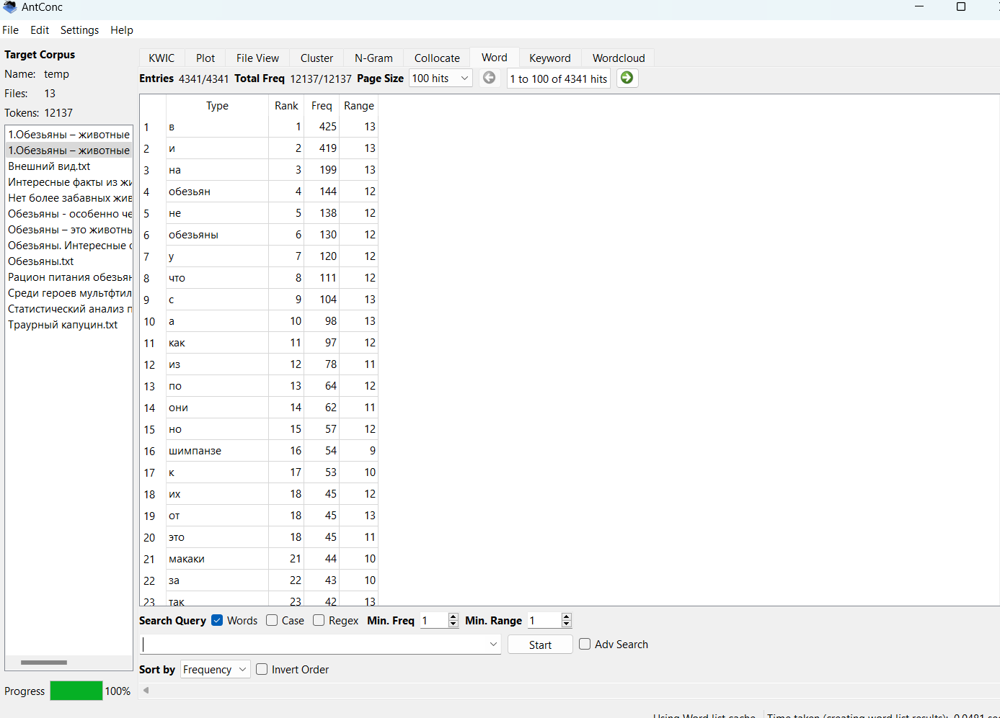 AntConc
File Edit Settings Help
Target Corpus
Name: temp
Files: 13
Tokens: 12137
1.Обезьяны – животные
1.Обезьяны – животные
Внешний вид.txt
Интересные факты из жи
Нет более забавных жив
Обезьяны - особенно че
Обезьяны – это животнь
Обезьяны. Интересные
Обезьяны.txt
Рацион питания обезьян
Среди героев мультфтил
Статистический анализ п
Траурный капуцин.txt
Progress 100%
KWIC Plot File View Cluster N-Gram Collocate Word Keyword Wordcloud
Entries 4341/4341 Total Freq 12137/12137 Page Size 100 hits 1 to 100 of 4341 hits
Type Rank Freq Range
1 в 1 425 13
2 и 2 419 13
3 на 3 199 13
4 обезьян 4 144 12
5 не 5 138 12
6 обезьяны 6 130 12
7 у 7 120 12
8 что 8 111 12
9 с 9 104 13
10 а 10 98 13
11 как 11 97 12
12 из 12 78 11
13 по 13 64 12
14 они 14 62 11
15 но 15 57 12
16 шимпанзе 16 54 9
17 к 17 53 10
18 их 18 45 12
19 от 18 45 13
20 это 18 45 11
21 макаки 21 44 10
22 за 22 43 10
23 так 23 42 13
Search Query Words Case Regex Min. Freq 1 Min. Range 1
Start Adv Search
Sort by Frequency Invert Order
Using Word list cache Time taken (creating word list results): 0.0481 sec